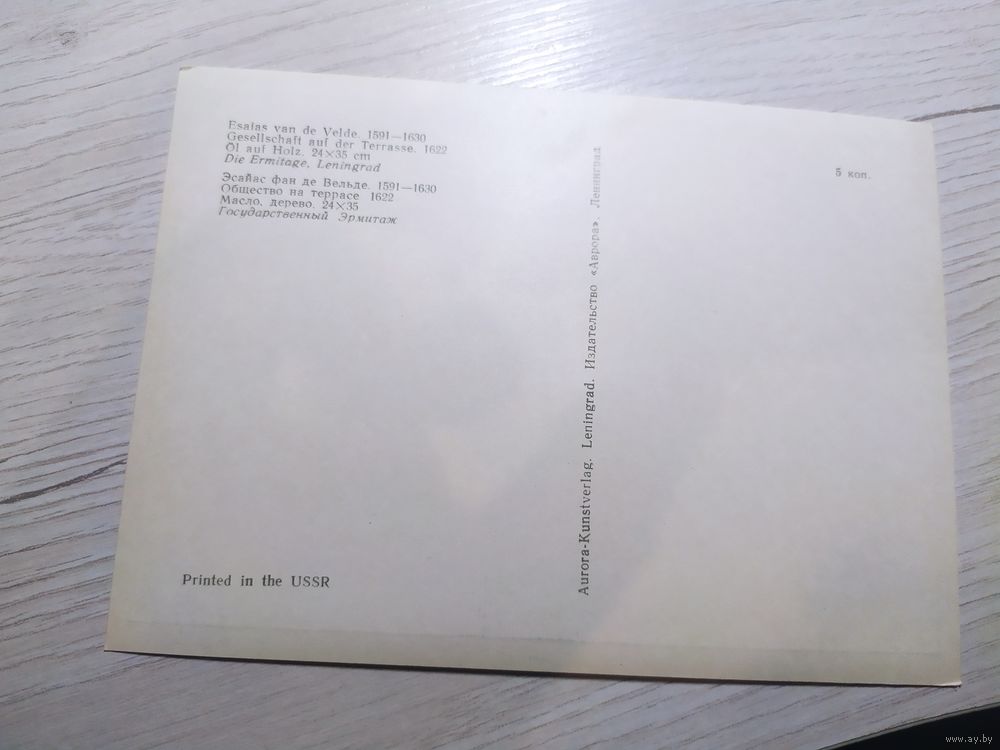 Esaias van de Velde. 1591—1630
Gesellschaft auf der Terrasse. 1622
Öl auf Holz. 24×35 cm
Die Ermitage, Leningrad
Эсайас фан де Вельде. 1591—1630
Общество на террасе 1622
Масло, дерево. 24×35
Государственный Эрмитаж
5 коп.
Aurora-Kunstverlag. Leningrad. Издательство «Аврора». Ленинград
Printed in the USSR
www.ay.by